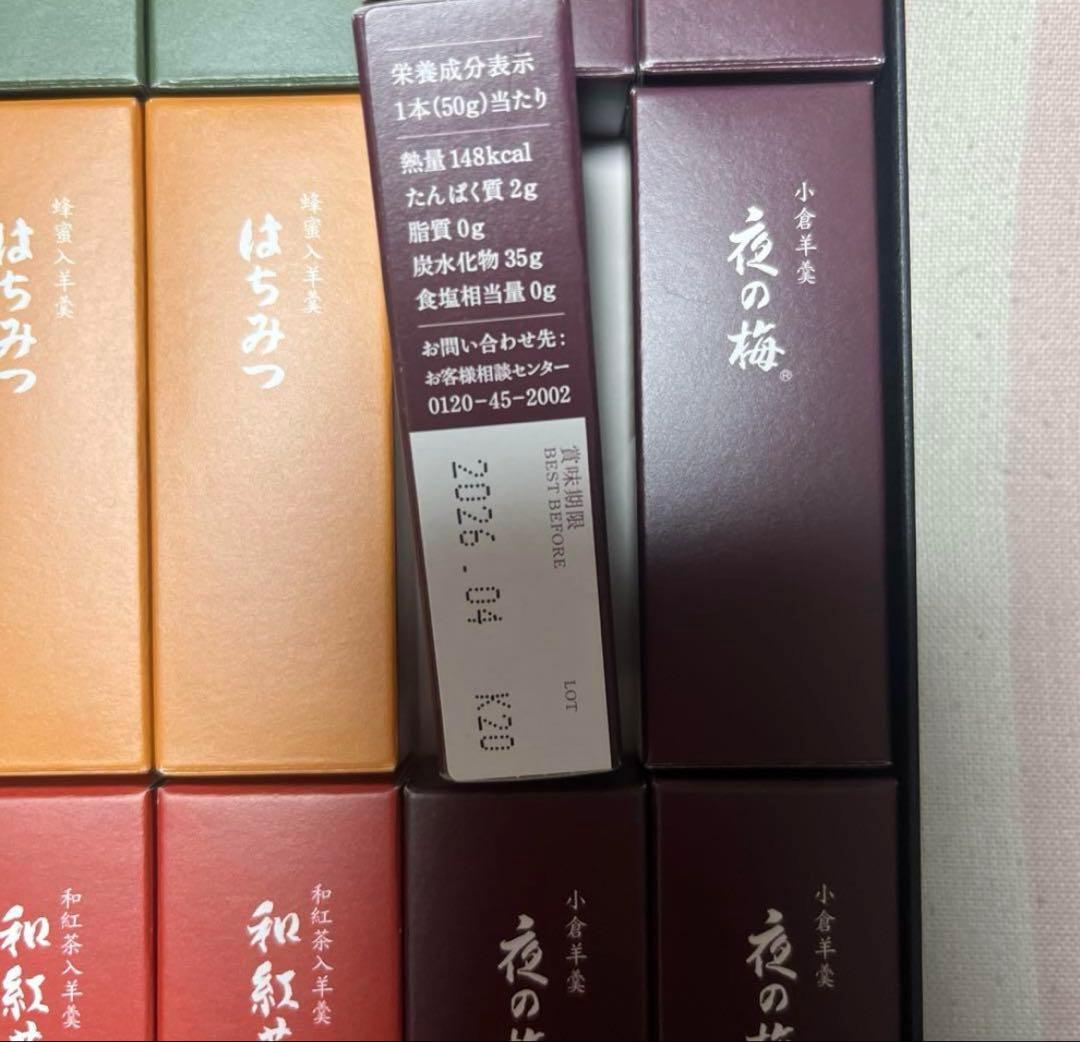 栄養成分表示
1本(50g)当たり
熱量 148kcal
たんぱく質 2g
脂質 0g
炭水化物 35g
食塩相当量 0g
お問い合わせ先:
お客様相談センター
0120-45-2002
賞味期限
BEST BEFORE
2026.04
LOT
K20
小倉羊羹
夜の梅®
蜂蜜入羊羹
はちみつ
蜂蜜入羊羹
はちみつ
和紅茶入羊羹
和紅茶
和紅茶入羊羹
和紅茶
小倉羊羹
夜の梅
小倉羊羹
夜の梅